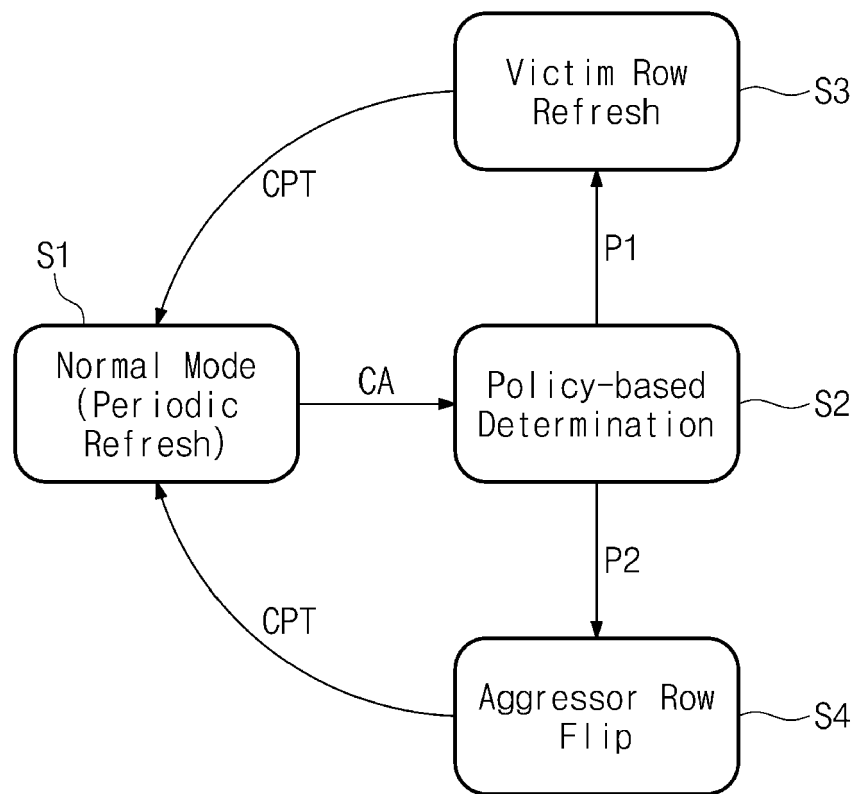 Victim Row
Refresh
S3
CPT
P1
S1
Normal Mode
(Periodic
Refresh)
CA
Policy-based
Determination
S2
P2
CPT
Aggressor Row
Flip
S4